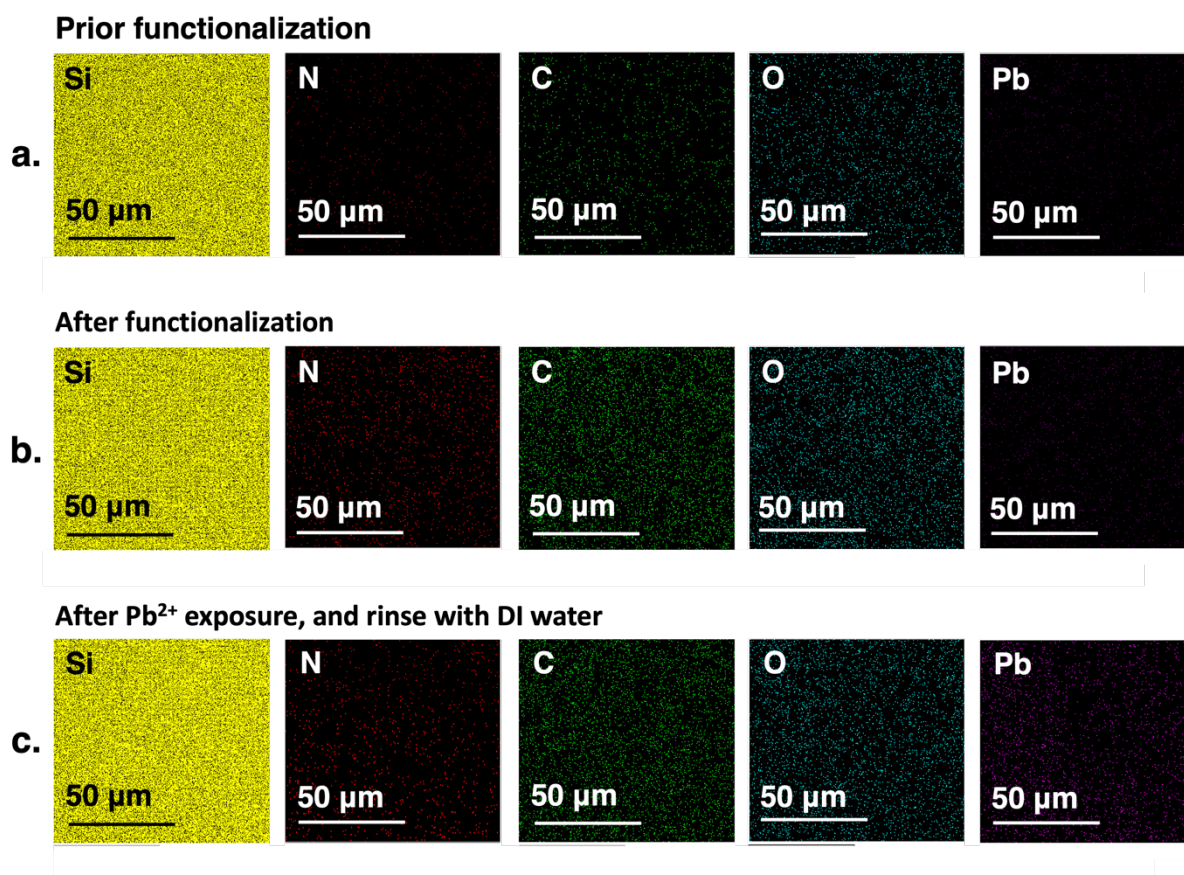 Prior functionalization
a.
Si N C O Pb
50 µm 50 µm 50 µm 50 µm 50 µm
After functionalization
b.
Si N C O Pb
50 µm 50 µm 50 µm 50 µm 50 µm
After Pb²⁺ exposure, and rinse with DI water
c.
Si N C O Pb
50 µm 50 µm 50 µm 50 µm 50 µm